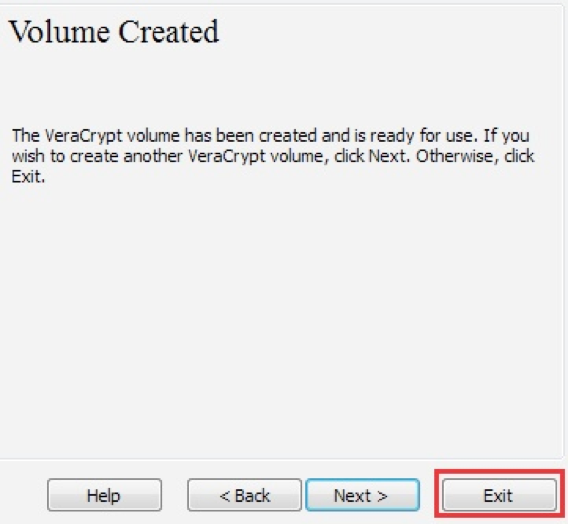 Volume Created
The VeraCrypt volume has been created and is ready for use. If you
wish to create another VeraCrypt volume, click Next. Otherwise, click
Exit.
Help
< Back
Next >
Exit